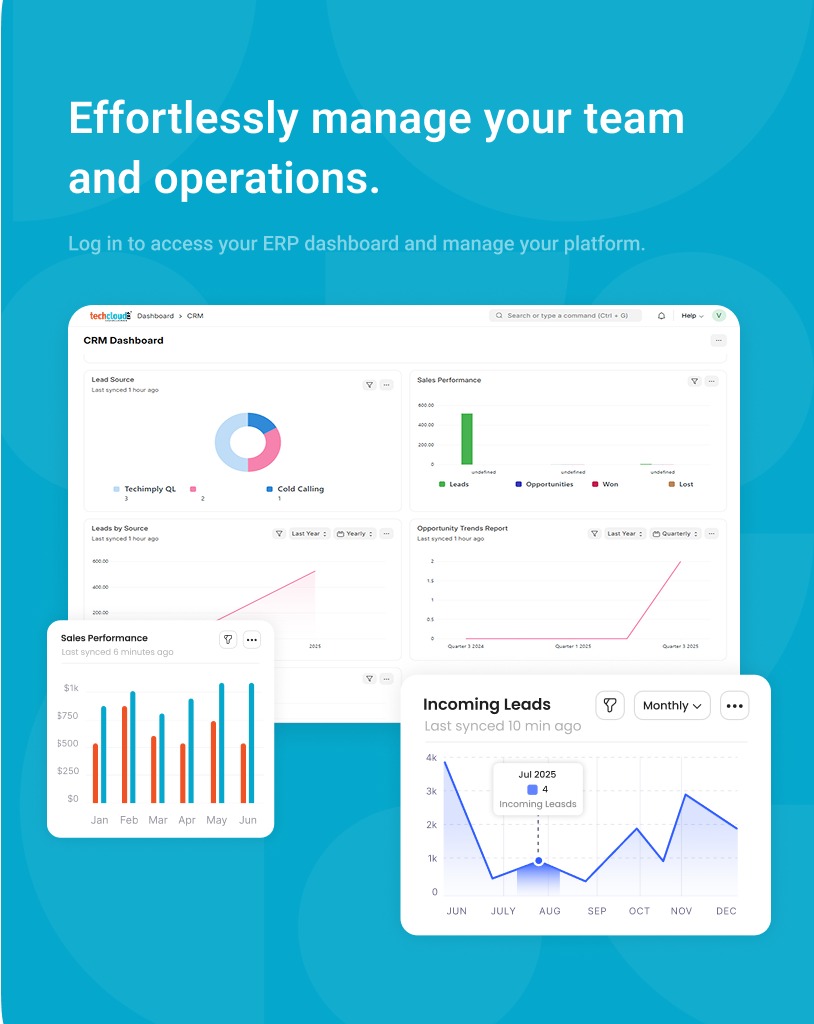 Effortlessly manage your team
and operations.
Log in to access your ERP dashboard and manage your platform.
techcloud Dashboard > CRM Search or type a command (Ctrl + G) Help V
CRM Dashboard
Lead Source
Last synced 1 hour ago
Techimply QL Cold Calling
3 2 1
Sales Performance
600.00
400.00
200.00
0
undefined undefined undefined
Leads Opportunities Won Lost
Leads by Source
Last synced 1 hour ago
Last Year Yearly
600.00
400.00
200.00
2025
Opportunity Trends Report
Last synced 1 hour ago
Last Year Quarterly
2
1.5
1
0.5
0
Quarter 3 2024 Quarter 1 2025 Quarter 3 2025
Sales Performance
Last synced 6 minutes ago
$1k
$750
$500
$250
$0
Jan Feb Mar Apr May Jun
Incoming Leads
Last synced 10 min ago
Monthly
4k
3k
2k
1k
0
Jul 2025
4
Incoming Leasds
JUN JULY AUG SEP OCT NOV DEC